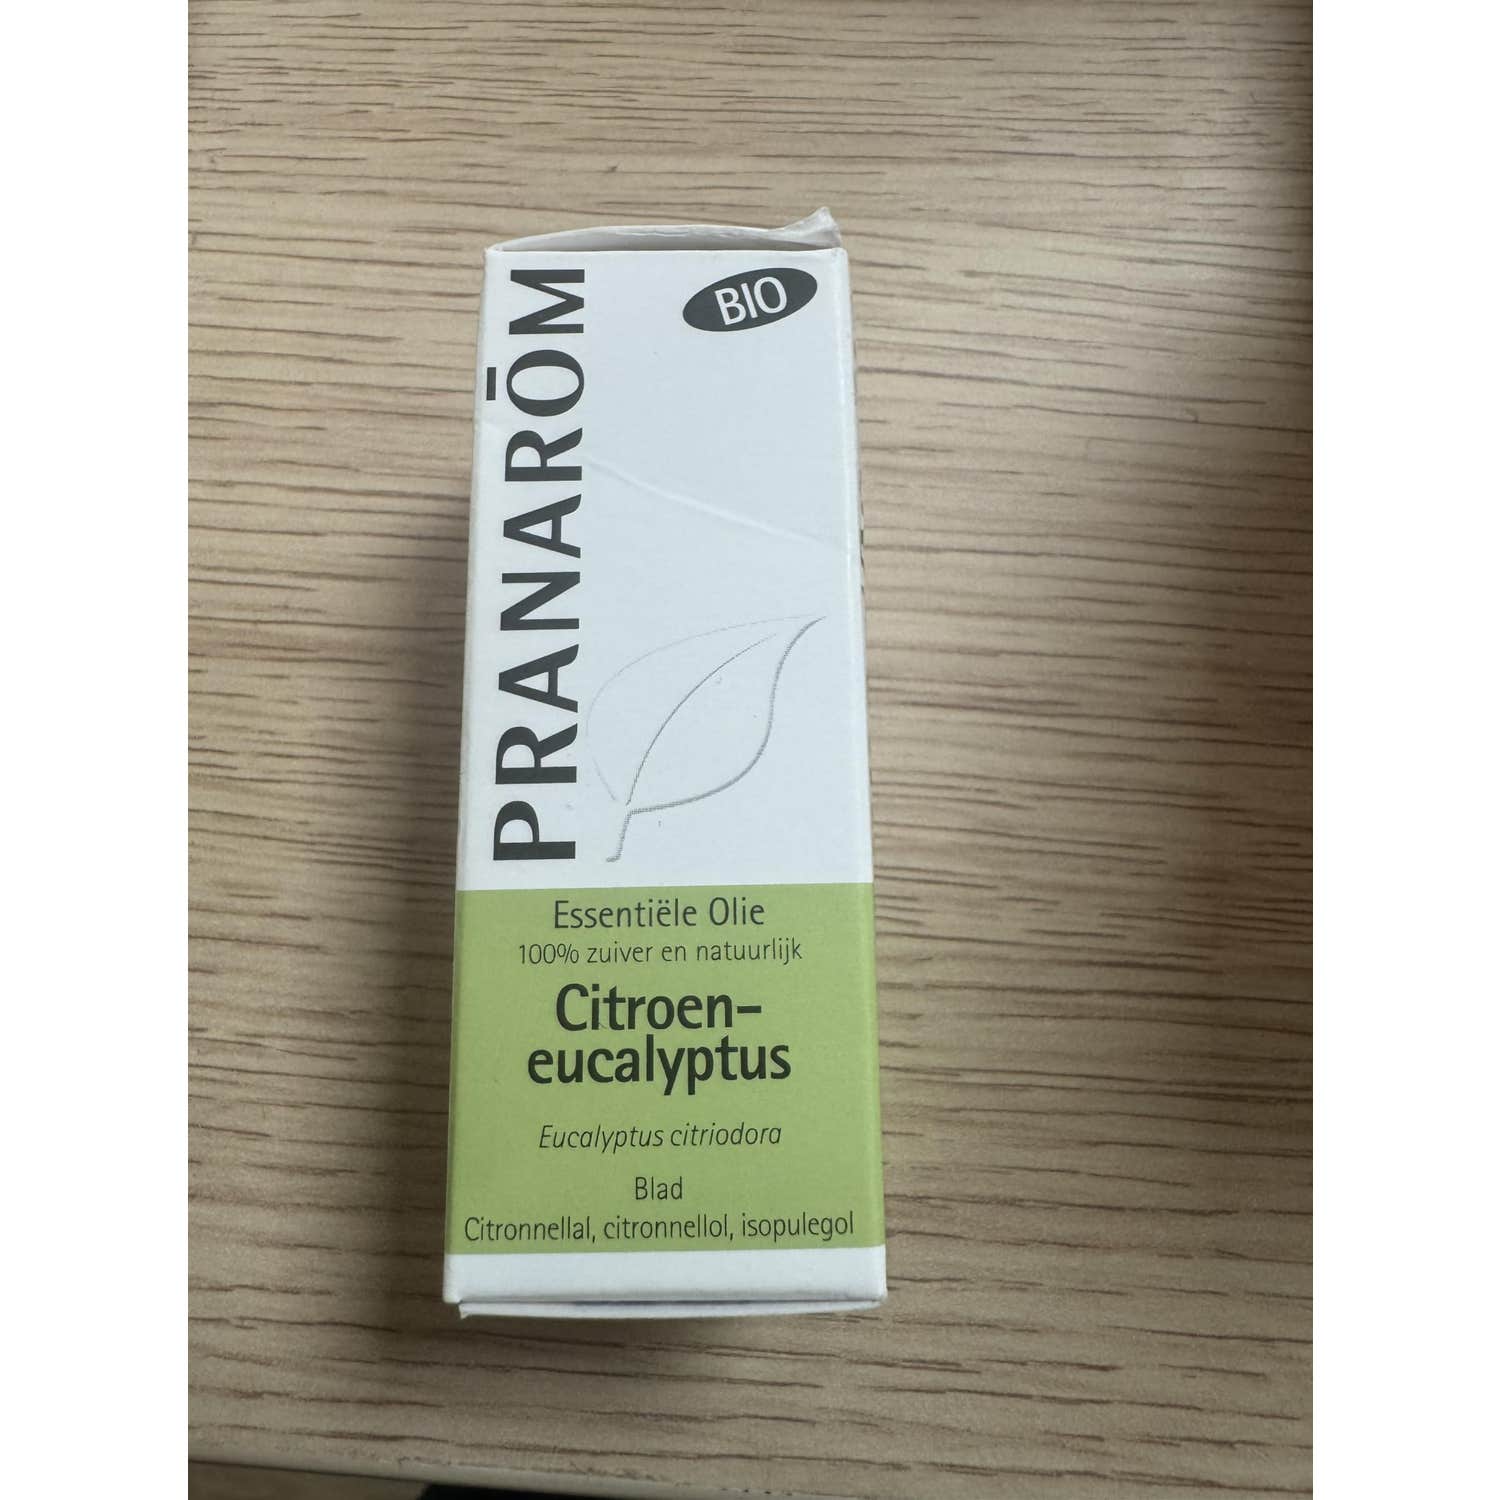 PRANARŌM
BIO
Essentiële Olie
100% zuiver en natuurlijk
Citroen-
eucalyptus
Eucalyptus citriodora
Blad
Citronnellal, citronnellol, isopulegol